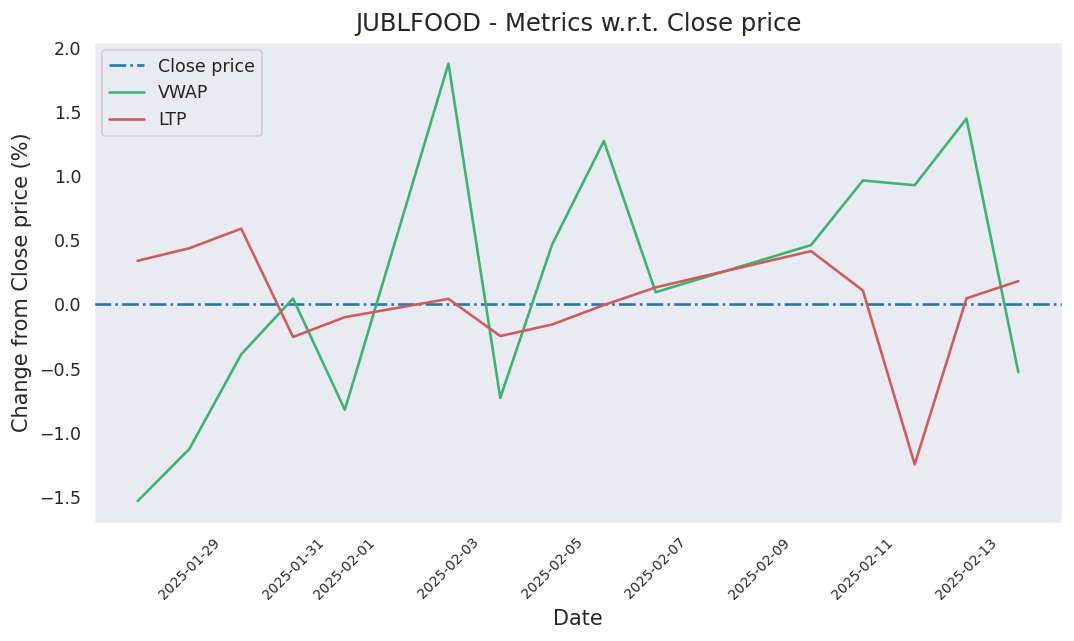 JUBLFOOD - Metrics w.r.t. Close price
Close price
VWAP
LTP
Change from Close price (%)
2.0
1.5
1.0
0.5
0.0
−0.5
−1.0
−1.5
2025-01-29
2025-01-31
2025-02-01
2025-02-03
2025-02-05
2025-02-07
2025-02-09
2025-02-11
2025-02-13
Date